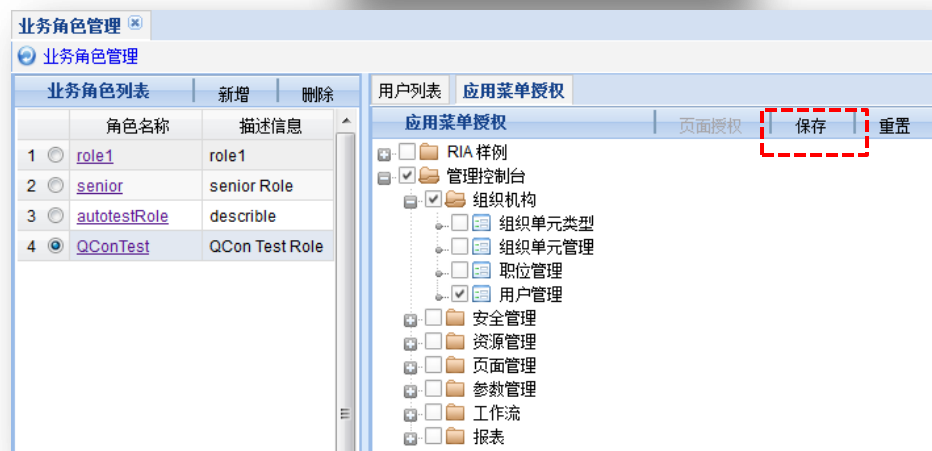 业务角色管理
业务角色管理
业务角色列表 新增 删除
角色名称 描述信息
1 role1 role1
2 senior senior Role
3 autotestRole describle
4 QConTest QCon Test Role
用户列表 应用菜单授权
应用菜单授权 页面授权 保存 重置
RIA 样例
管理控制台
组织机构
组织单元类型
组织单元管理
职位管理
用户管理
安全管理
资源管理
页面管理
参数管理
工作流
报表